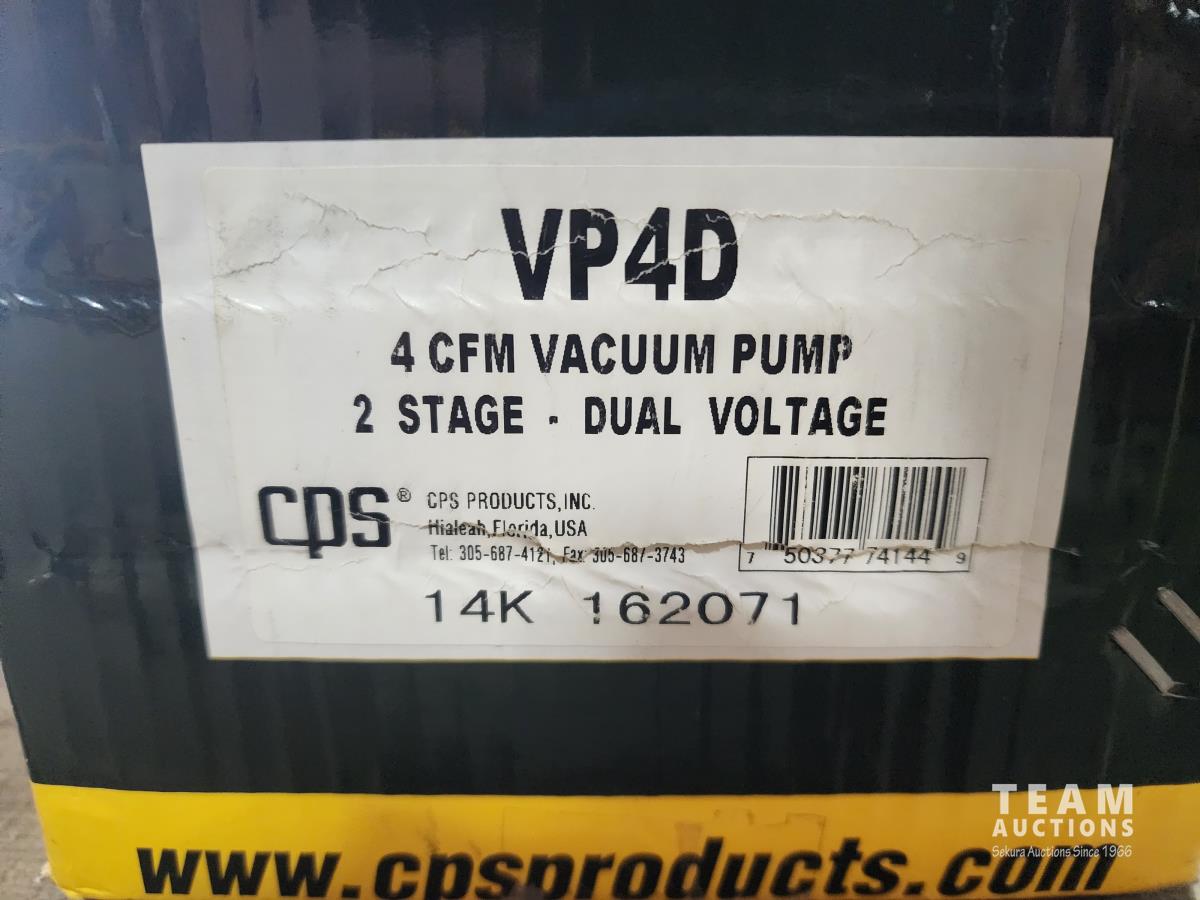 VP4D
4 CFM VACUUM PUMP
2 STAGE - DUAL VOLTAGE
cps®
CPS PRODUCTS, INC.
Hialeah, Florida, USA
Tel: 305-687-4121, Fax: 305-687-3743
7 50377 74144 9
14K 162071
www.cpsproducts.com
TEAM
AUCTIONS
Sekura Auctions Since 1966